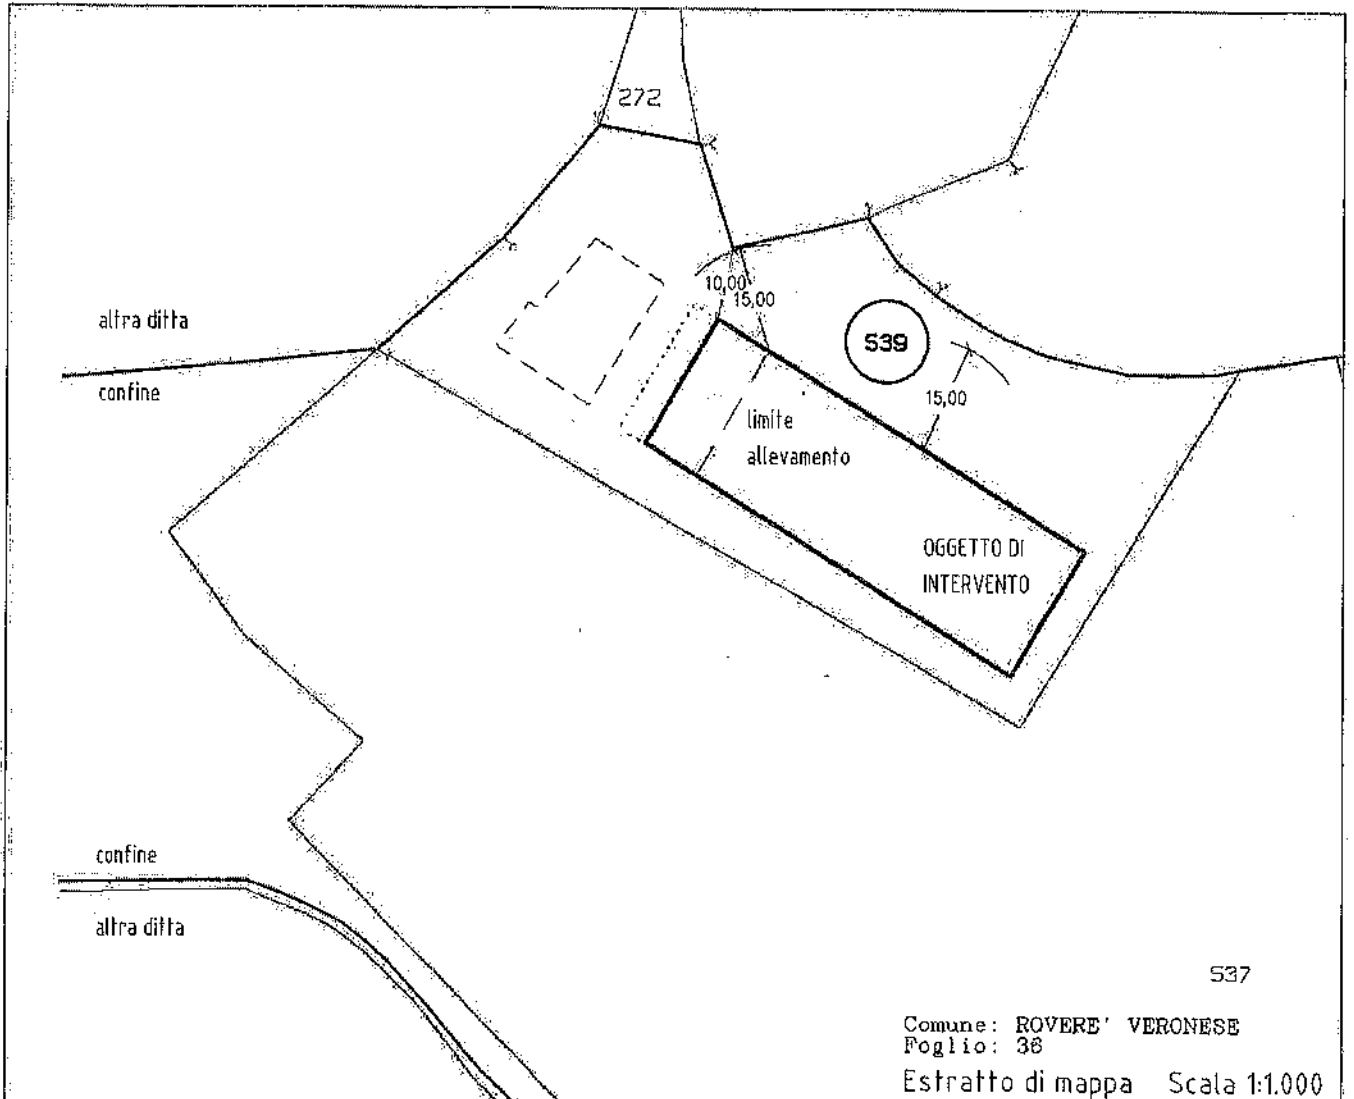 272
altra ditta
confine
10,00
15,00
539
15,00
limite
allevamento
OGGETTO DI
INTERVENTO
confine
altra ditta
537
Comune: ROVERE' VERONESE
Foglio: 36
Estratto di mappa Scala 1:1.000